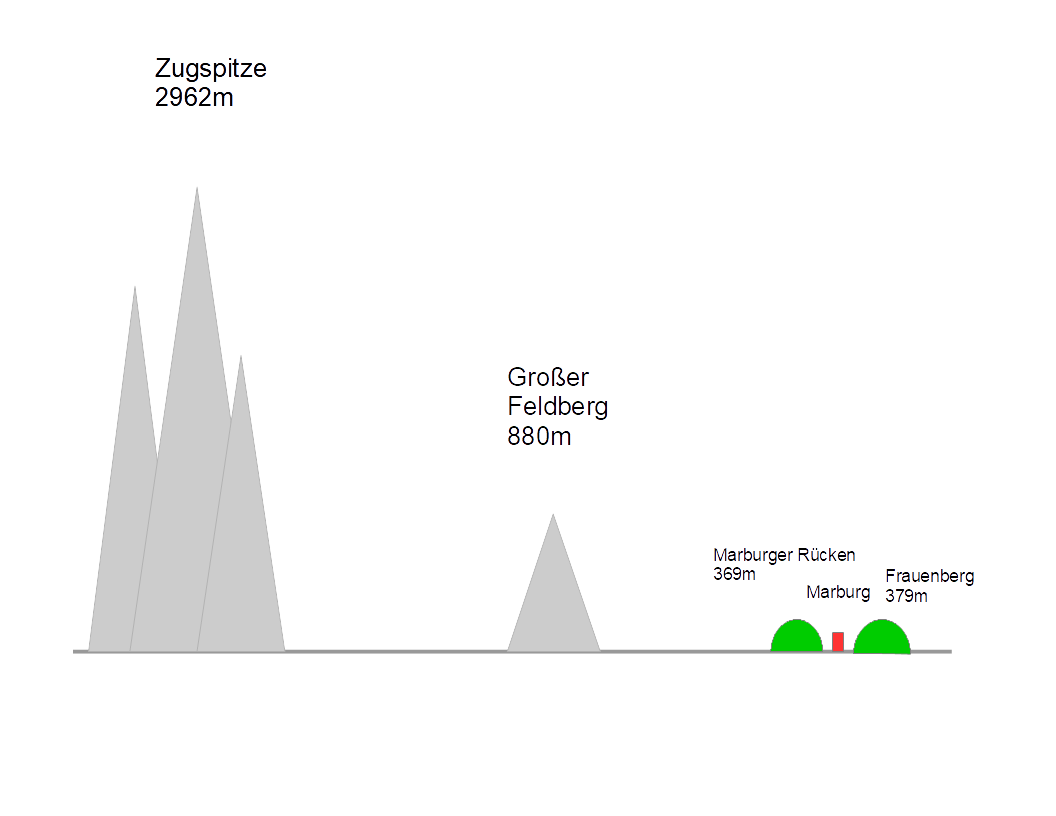 Zugspitze
2962m
Großer
Feldberg
880m
Marburger Rücken
369m
Marburg
Frauenberg
379m